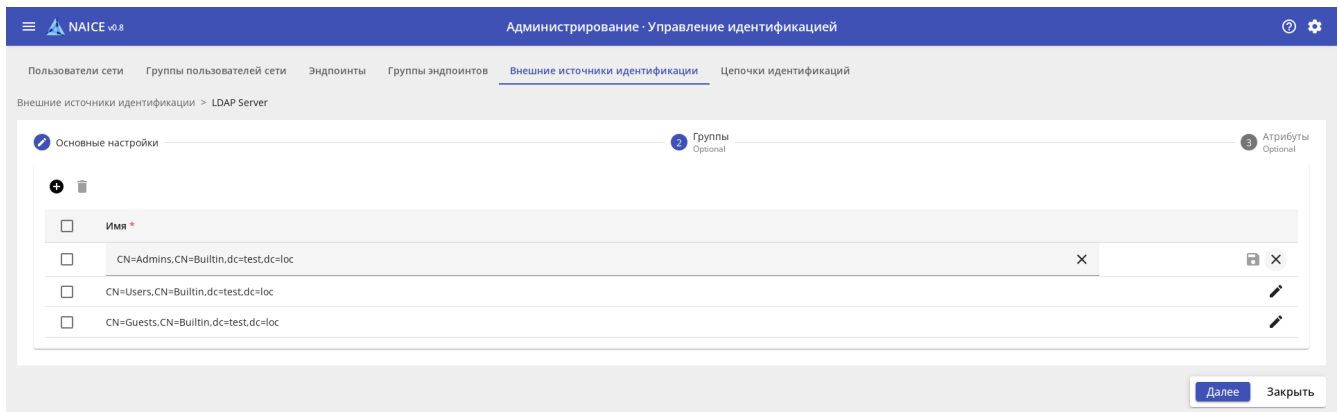 NAICE v0.8
Администрирование · Управление идентификацией
Пользователи сети Группы пользователей сети Эндпоинты Группы эндпоинтов Внешние источники идентификации Цепочки идентификаций
Внешние источники идентификации > LDAP Server
Основные настройки
2 Группы
Optional
3 Атрибуты
Optional
Имя *
CN=Admins,CN=Builtin,dc=test,dc=loc
CN=Users,CN=Builtin,dc=test,dc=loc
CN=Guests,CN=Builtin,dc=test,dc=loc
Далее Закрыть